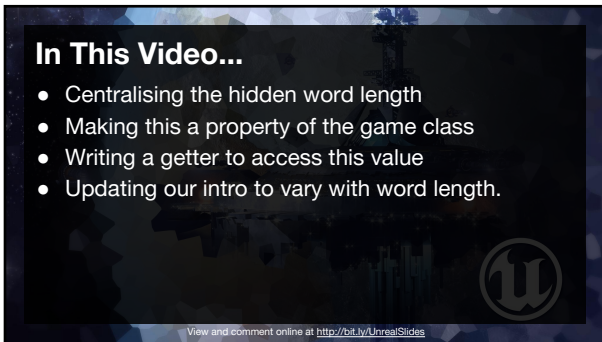 In This Video...
● Centralising the hidden word length
● Making this a property of the game class
● Writing a getter to access this value
● Updating our intro to vary with word length.
View and comment online at http://bit.ly/UnrealSlides